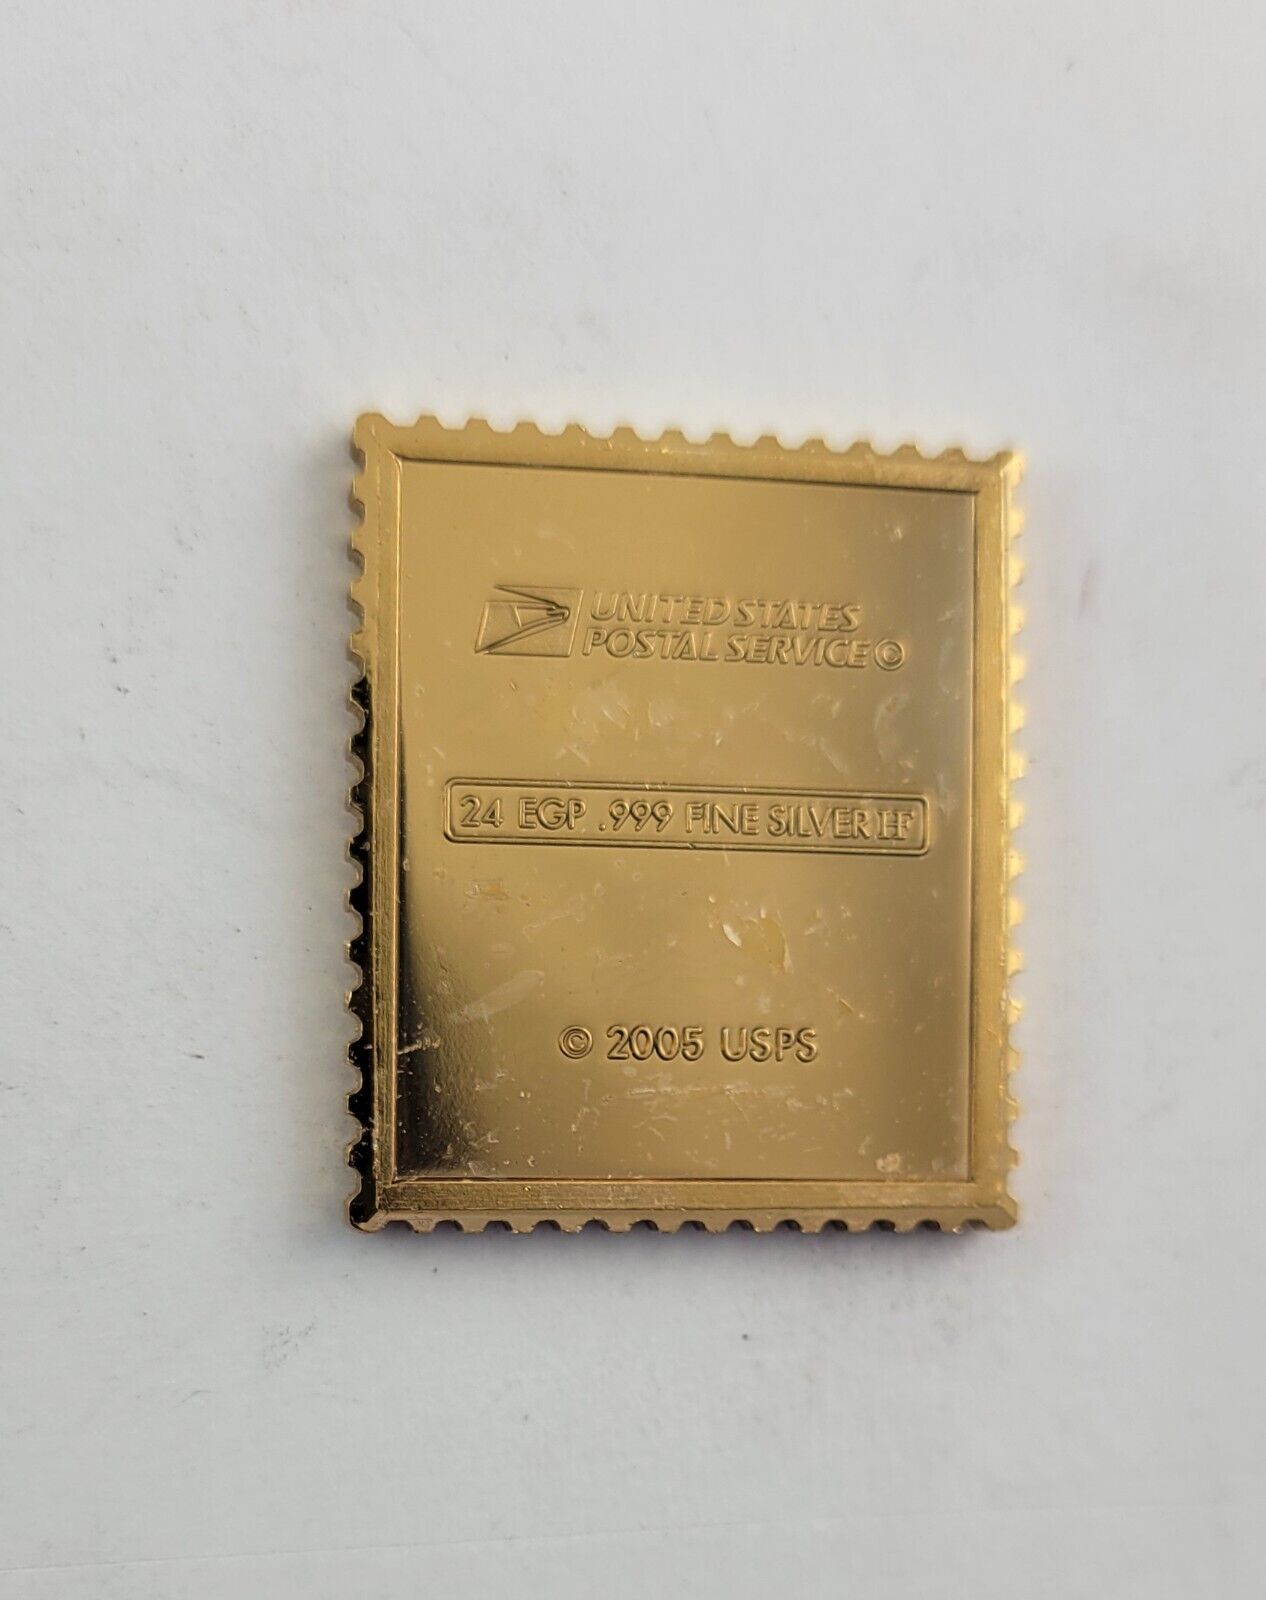 UNITED STATES
POSTAL SERVICE©
24 EGP .999 FINE SILVER HF
© 2005 USPS